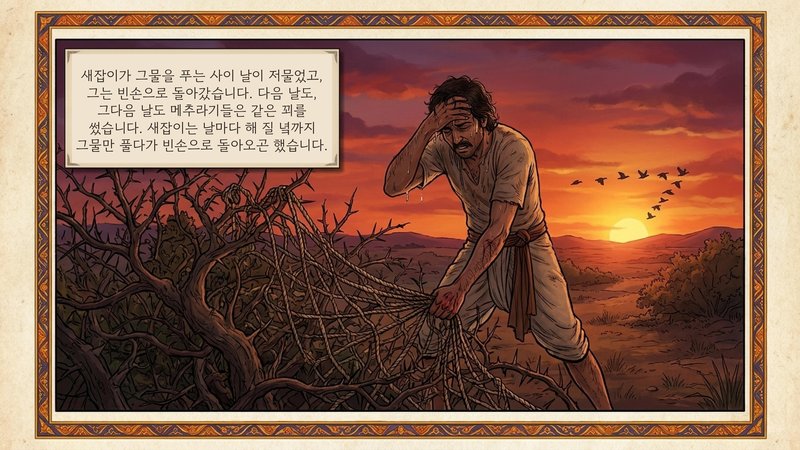 새잡이가 그물을 푸는 사이 날이 저물었고,
그는 빈손으로 돌아갔습니다. 다음 날도,
그다음 날도 메추라기들은 같은 꾀를
썼습니다. 새잡이는 날마다 해 질 녘까지
그물만 풀다가 빈손으로 돌아오곤 했습니다.